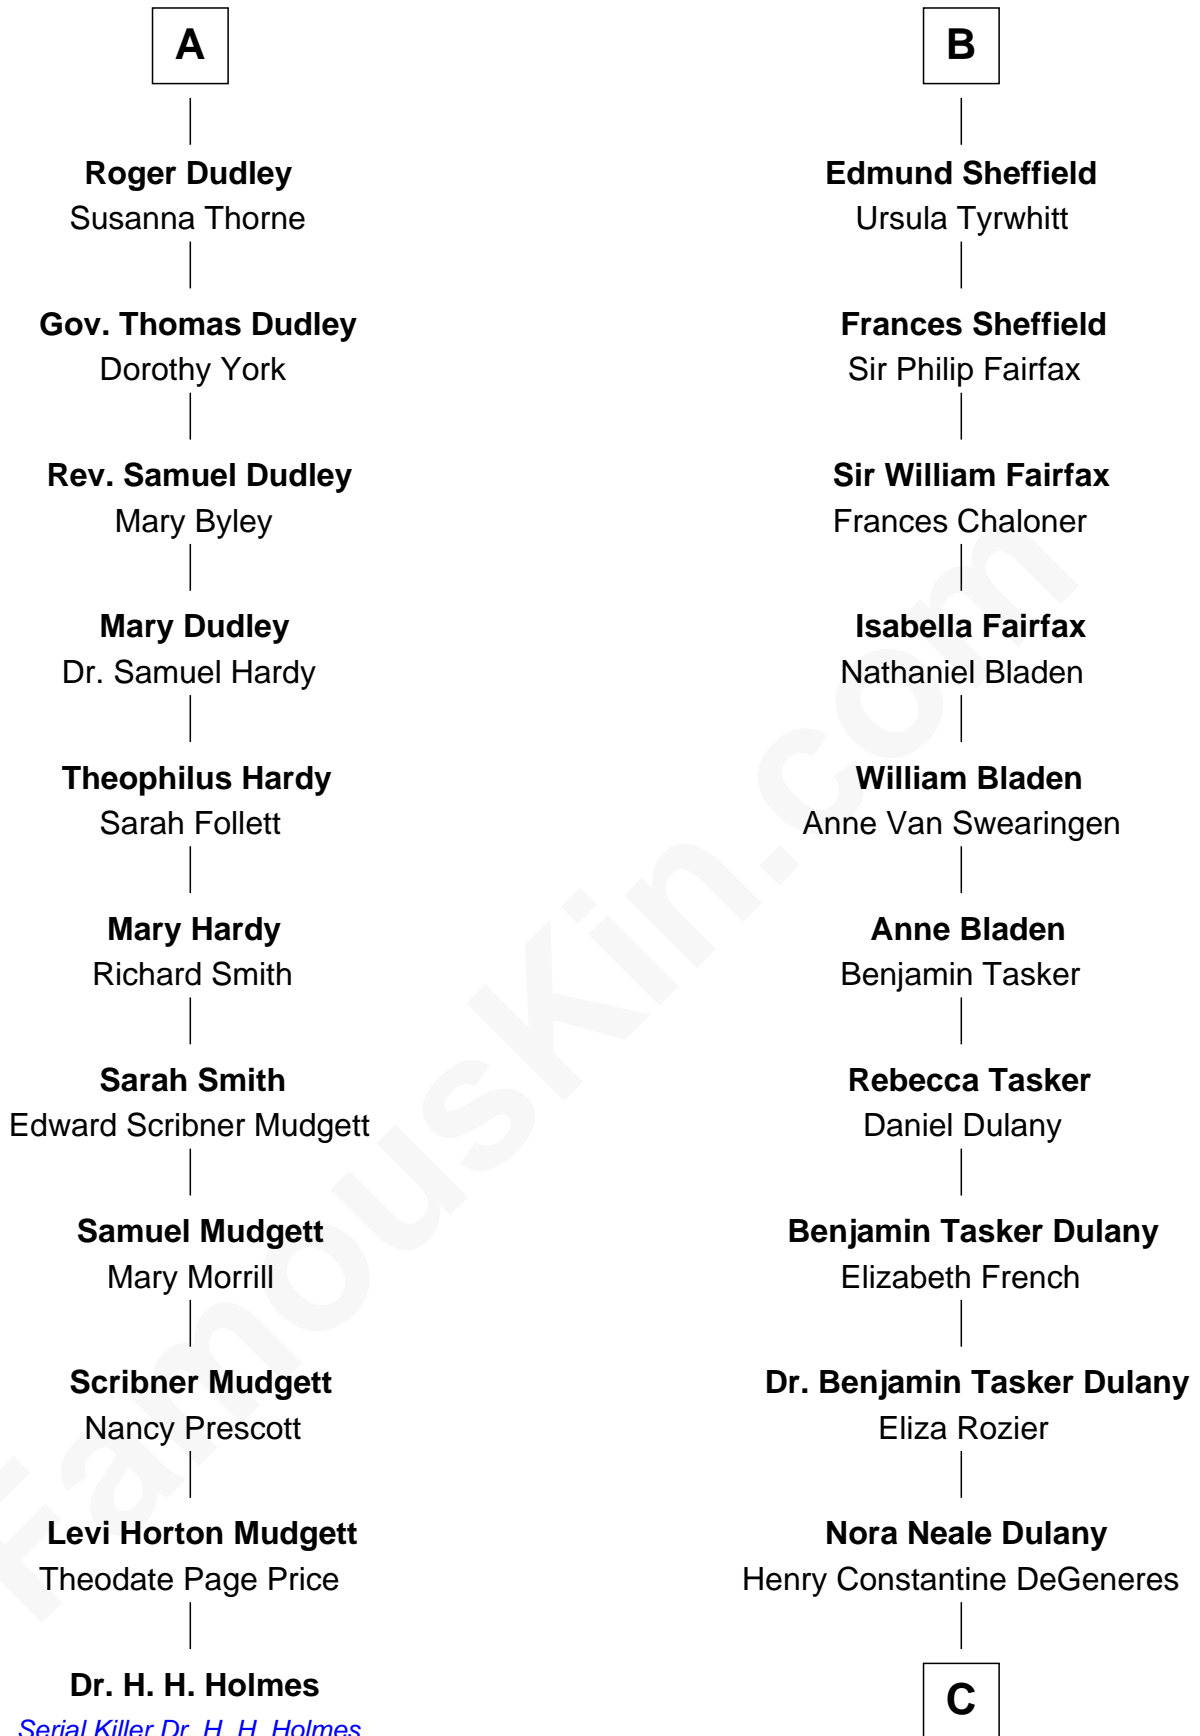 A
Roger Dudley
Susanna Thorne
Gov. Thomas Dudley
Dorothy York
Rev. Samuel Dudley
Mary Byley
Mary Dudley
Dr. Samuel Hardy
Theophilus Hardy
Sarah Follett
Mary Hardy
Richard Smith
Sarah Smith
Edward Scribner Mudgett
Samuel Mudgett
Mary Morrill
Scribner Mudgett
Nancy Prescott
Levi Horton Mudgett
Theodate Page Price
Dr. H. H. Holmes
Serial Killer Dr. H. H. Holmes
B
Edmund Sheffield
Ursula Tyrwhitt
Frances Sheffield
Sir Philip Fairfax
Sir William Fairfax
Frances Chaloner
Isabella Fairfax
Nathaniel Bladen
William Bladen
Anne Van Swearingen
Anne Bladen
Benjamin Tasker
Rebecca Tasker
Daniel Dulany
Benjamin Tasker Dulany
Elizabeth French
Dr. Benjamin Tasker Dulany
Eliza Rozier
Nora Neale Dulany
Henry Constantine DeGeneres
C
FamousKin.com